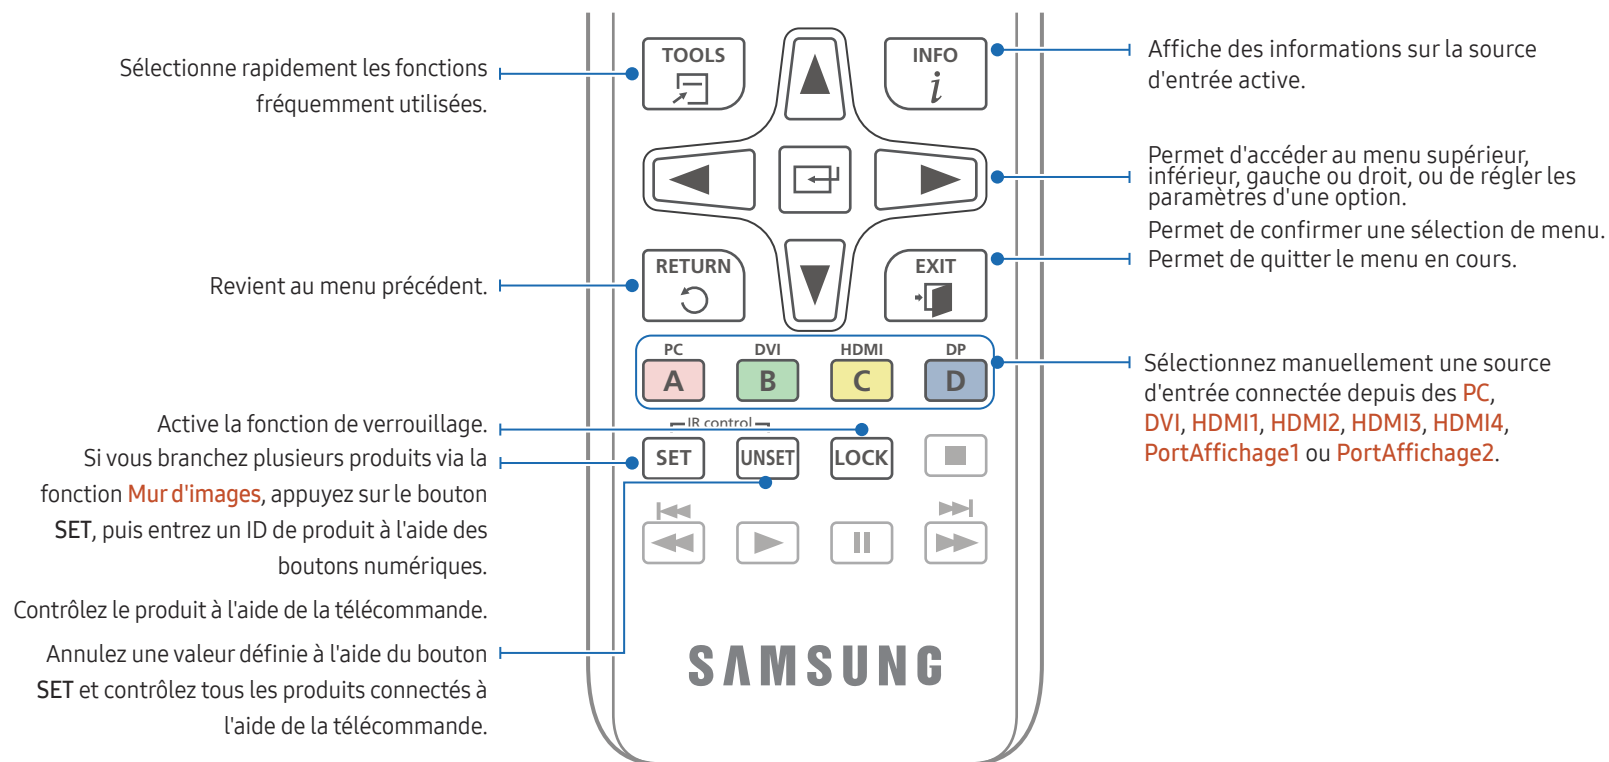 Sélectionne rapidement les fonctions
fréquemment utilisées.
Revient au menu précédent.
Active la fonction de verrouillage.
Si vous branchez plusieurs produits via la
fonction Mur d'images, appuyez sur le bouton
SET, puis entrez un ID de produit à l'aide des
boutons numériques.
Contrôlez le produit à l'aide de la télécommande.
Annulez une valeur définie à l'aide du bouton
SET et contrôlez tous les produits connectés à
l'aide de la télécommande.
TOOLS
INFO
i
RETURN
EXIT
PC DVI HDMI DP
A B C D
IR control
SET UNSET LOCK
SAMSUNG
Affiche des informations sur la source
d'entrée active.
Permet d'accéder au menu supérieur,
inférieur, gauche ou droit, ou de régler les
paramètres d'une option.
Permet de confirmer une sélection de menu.
Permet de quitter le menu en cours.
Sélectionnez manuellement une source
d'entrée connectée depuis des PC,
DVI, HDMI1, HDMI2, HDMI3, HDMI4,
PortAffichage1 ou PortAffichage2.